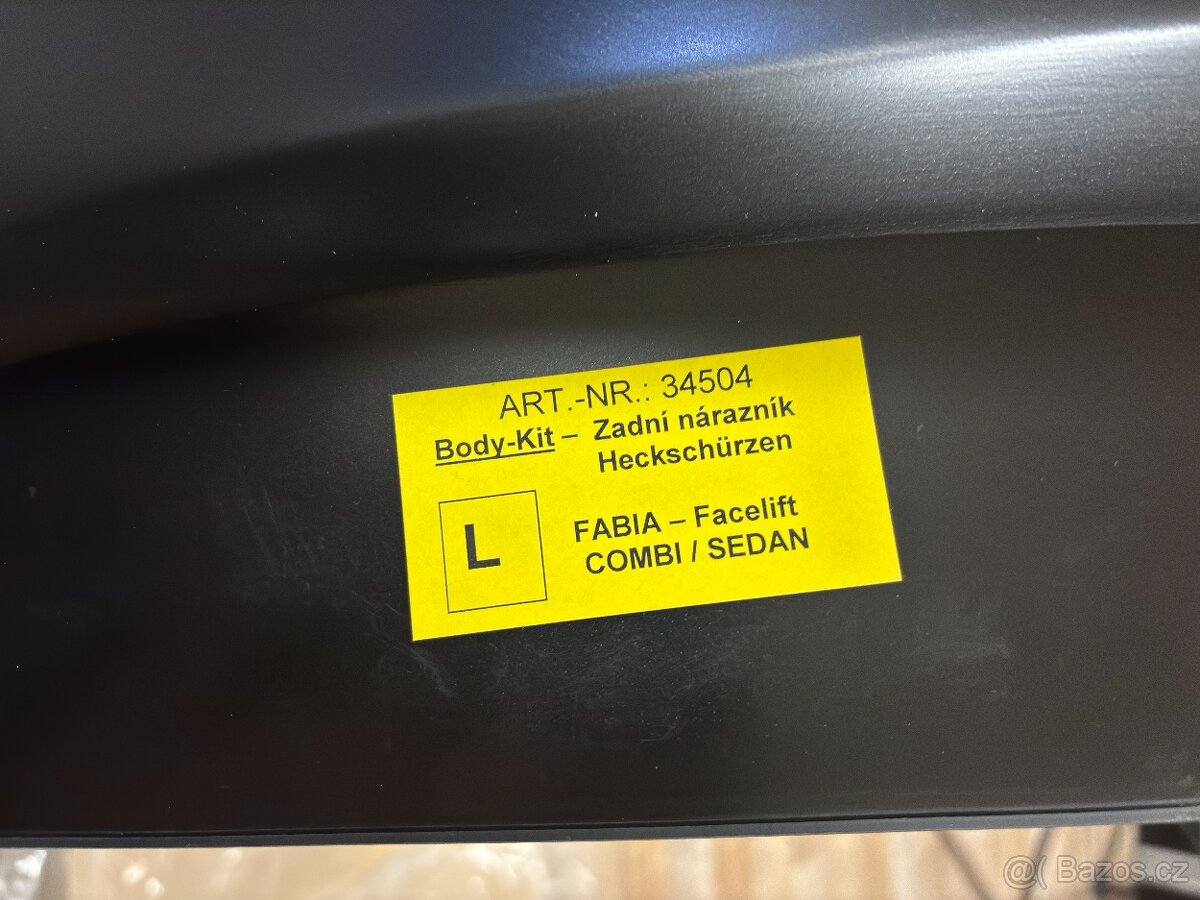 ART.-NR.: 34504
Body-Kit – Zadní nárazník
Heckschürzen
L
FABIA – Facelift
COMBI / SEDAN
@( Bazos.cz